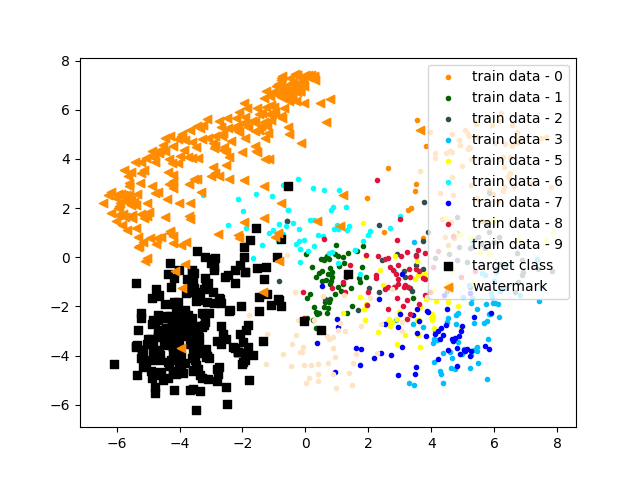 8
6
4
2
0
−2
−4
−6
−6
−4
−2
0
2
4
6
8
train data - 0
train data - 1
train data - 2
train data - 3
train data - 5
train data - 6
train data - 7
train data - 8
train data - 9
target class
watermark